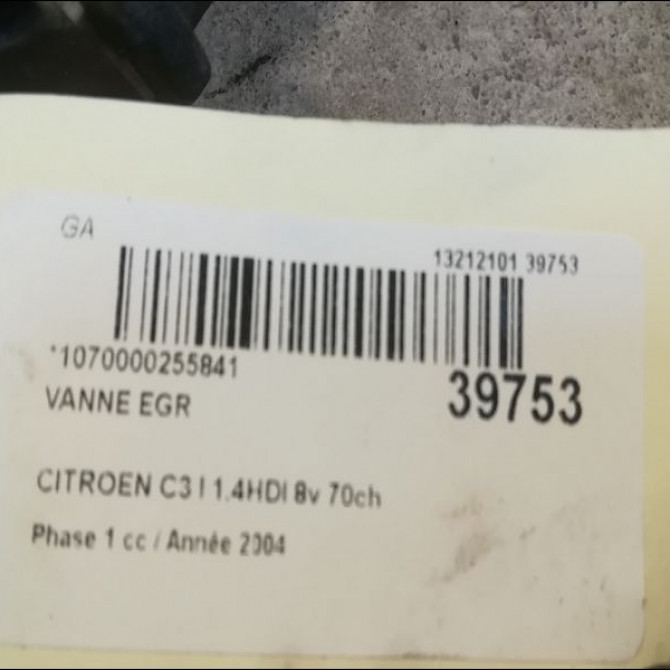 GA
13212101 39753
*1070000255841
39753
VANNE EGR
CITROEN C3 I 1.4HDI 8v 70ch
Phase 1 cc / Année 2004